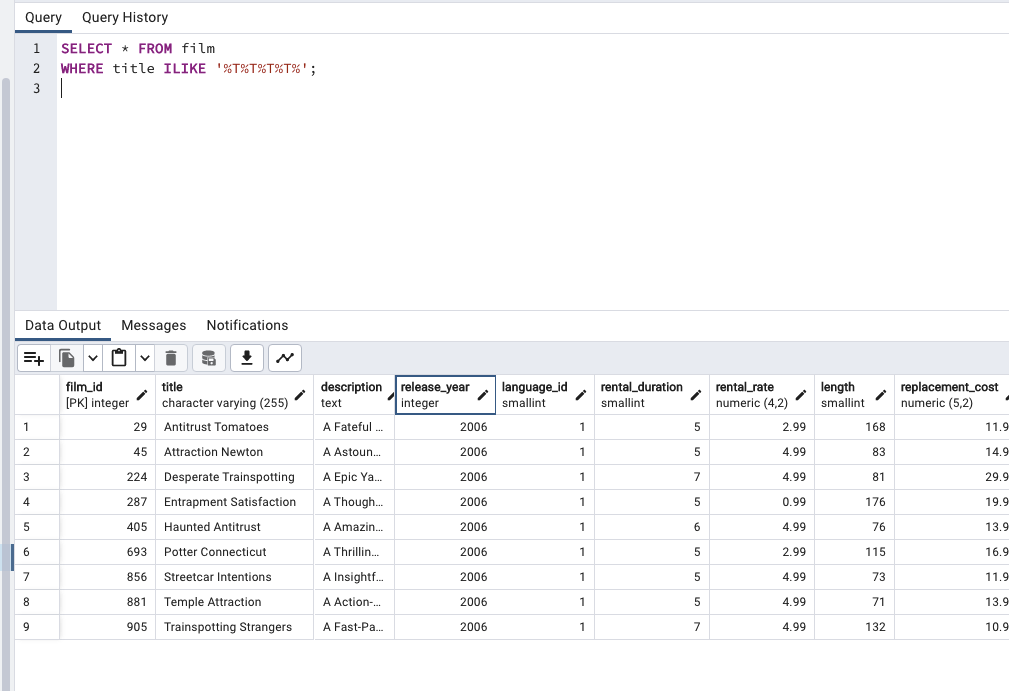 Query Query History
1 SELECT * FROM film
2 WHERE title ILIKE '%T%T%T%T%';
3
Data Output Messages Notifications
film_id title description release_year language_id rental_duration rental_rate length replacement_cost
[PK] integer character varying (255) text integer smallint smallint numeric (4,2) smallint numeric (5,2)
1 29 Antitrust Tomatoes A Fateful ... 2006 1 5 2.99 168 11.9
2 45 Attraction Newton A Astoun... 2006 1 5 4.99 83 14.9
3 224 Desperate Trainspotting A Epic Ya... 2006 1 7 4.99 81 29.9
4 287 Entrapment Satisfaction A Though... 2006 1 5 0.99 176 19.9
5 405 Haunted Antitrust A Amazin... 2006 1 6 4.99 76 13.9
6 693 Potter Connecticut A Thrillin... 2006 1 5 2.99 115 16.9
7 856 Streetcar Intentions A Insightf... 2006 1 5 4.99 73 11.9
8 881 Temple Attraction A Action-... 2006 1 5 4.99 71 13.9
9 905 Trainspotting Strangers A Fast-Pa... 2006 1 7 4.99 132 10.9